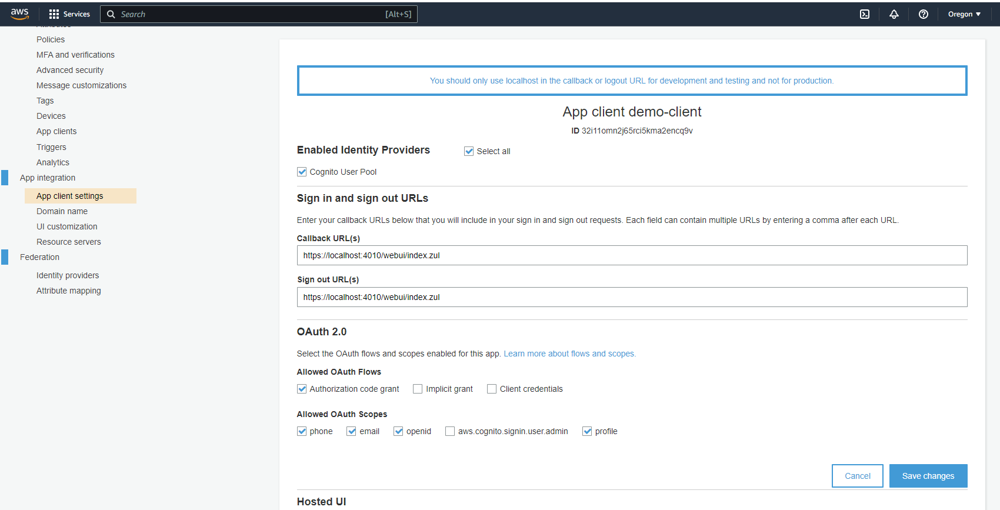 aws
Services
Search
[Alt+S]
Oregon
Attributes
Policies
MFA and verifications
Advanced security
Message customizations
Tags
Devices
App clients
Triggers
Analytics
App integration
App client settings
Domain name
UI customization
Resource servers
Federation
Identity providers
Attribute mapping
You should only use localhost in the callback or logout URL for development and testing and not for production.
App client demo-client
ID 32i11omn2j65rci5kma2encq9v
Enabled Identity Providers
Select all
Cognito User Pool
Sign in and sign out URLs
Enter your callback URLs below that you will include in your sign in and sign out requests. Each field can contain multiple URLs by entering a comma after each URL.
Callback URL(s)
https://localhost:4010/webui/index.zul
Sign out URL(s)
https://localhost:4010/webui/index.zul
OAuth 2.0
Select the OAuth flows and scopes enabled for this app. Learn more about flows and scopes.
Allowed OAuth Flows
Authorization code grant
Implicit grant
Client credentials
Allowed OAuth Scopes
phone
email
openid
aws.cognito.signin.user.admin
profile
Cancel
Save changes
Hosted UI